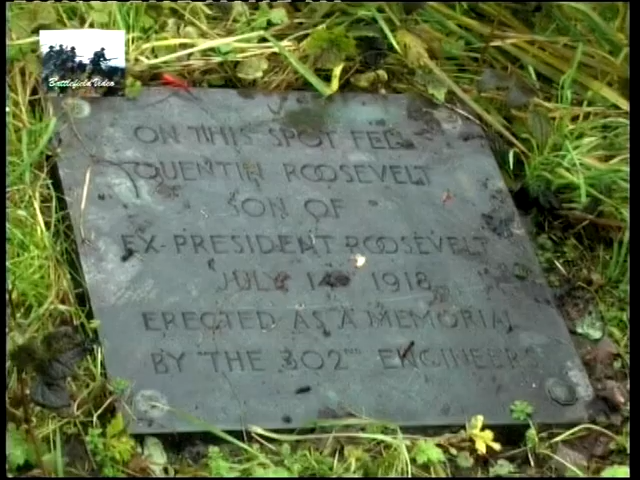 Battlefield Video
ON THIS SPOT FELL
QUENTIN ROOSEVELT
SON OF
EX-PRESIDENT ROOSEVELT
JULY 14 1918
ERECTED AS A MEMORIAL
BY THE 302ND ENGINEERS